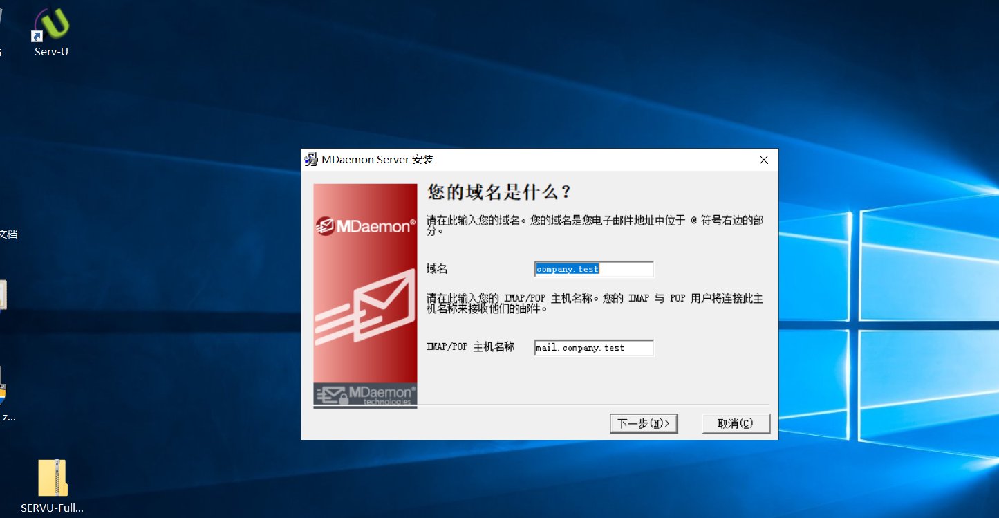 Serv-U
文档
_z...
SERVU-Full...
MDaemon Server 安装
MDaemon®
MDaemon®
technologies
您的域名是什么？
请在此输入您的域名。您的域名是您电子邮件地址中位于 @ 符号右边的部
分。
域名
company.test
请在此输入您的 IMAP/POP 主机名称。您的 IMAP 与 POP 用户将连接此主
机名称来接收他们的邮件。
IMAP/POP 主机名称
mail.company.test
下一步(N)>
取消(C)